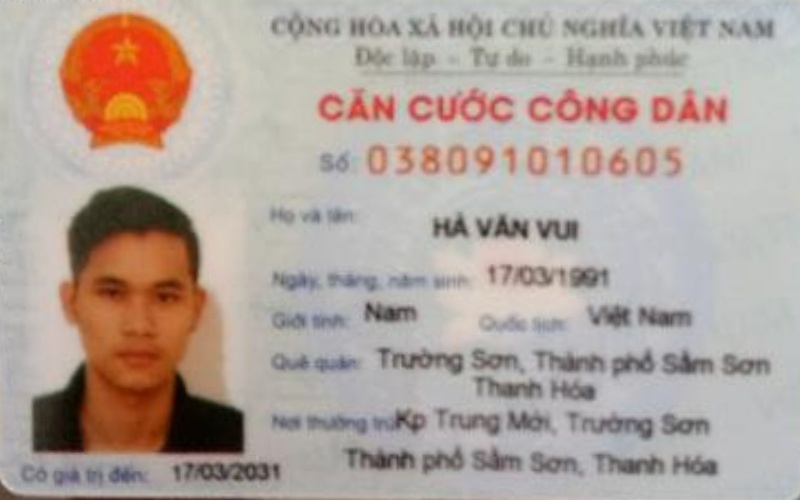 CỘNG HÒA XÃ HỘI CHỦ NGHĨA VIỆT NAM
Độc lập - Tự do - Hạnh phúc
CĂN CƯỚC CÔNG DÂN
Số: 038091010605
Họ và tên: HÀ VĂN VUI
Ngày, tháng, năm sinh: 17/03/1991
Giới tính: Nam Quốc tịch: Việt Nam
Quê quán: Trường Sơn, Thành phố Sầm Sơn
Thanh Hóa
Nơi thường trú: Kp Trung Mới, Trường Sơn
Thành phố Sầm Sơn, Thanh Hóa
Có giá trị đến: 17/03/2031